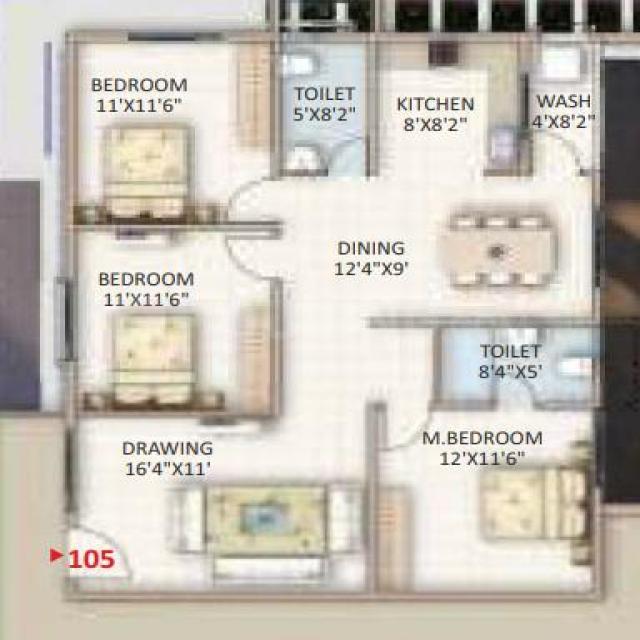 BEDROOM
11'X11'6"
TOILET
5'X8'2"
KITCHEN
8'X8'2"
WASH
4'X8'2"
DINING
12'4"X9'
BEDROOM
11'X11'6"
TOILET
8'4"X5'
DRAWING
16'4"X11'
M.BEDROOM
12'X11'6"
105